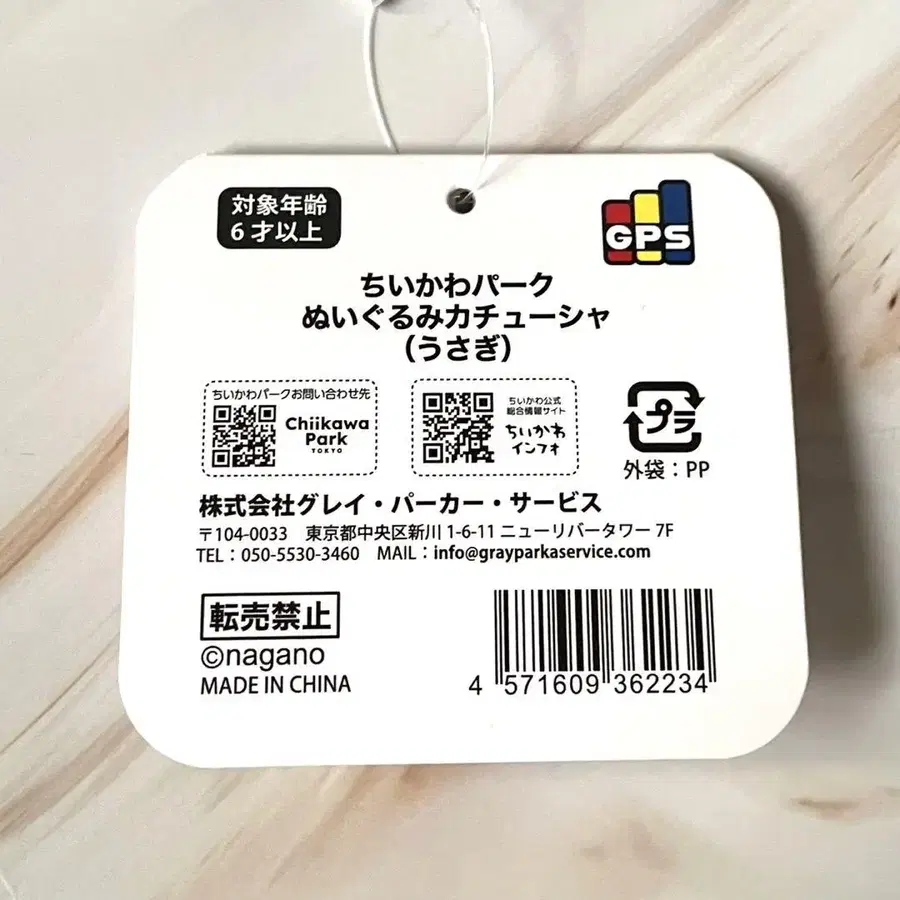 対象年齢
6才以上
GPS
ちいかわパーク
ぬいぐるみカチューシャ
（うさぎ）
ちいかわパークお問い合わせ先
Chiikawa
Park
TOKYO
ちいかわ公式
総合情報サイト
ちいかわ
インフォ
プラ
外袋：PP
株式会社グレイ・パーカー・サービス
〒104-0033 東京都中央区新川1-6-11 ニューリバータワー 7F
TEL：050-5530-3460 MAIL：info@grayparkaservice.com
転売禁止
©nagano
MADE IN CHINA
4 571609 362234